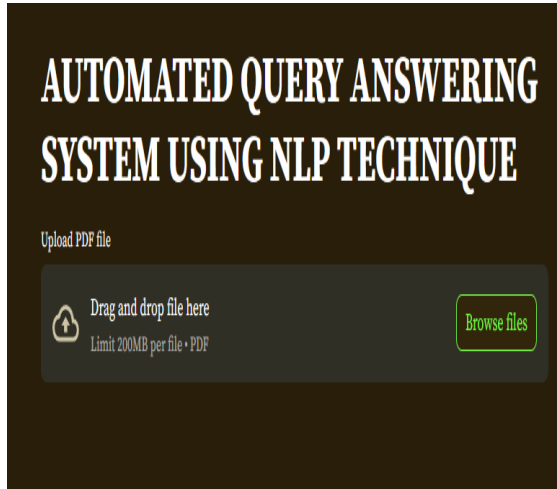 AUTOMATED QUERY ANSWERING
SYSTEM USING NLP TECHNIQUE
Upload PDF file
Drag and drop file here
Limit 200MB per file • PDF
Browse files